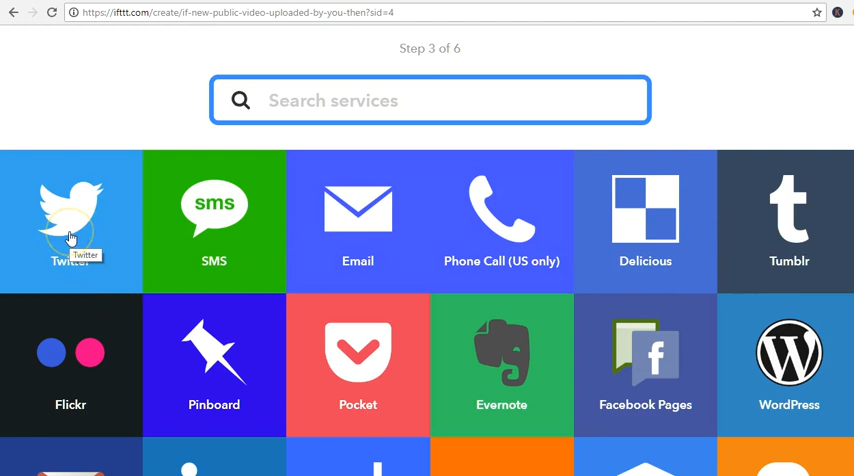 https://ifttt.com/create/if-new-public-video-uploaded-by-you-then?sid=4
K
Step 3 of 6
Search services
sms
Twitter
Twitter
SMS
Email
Phone Call (US only)
Delicious
Tumblr
Flickr
Pinboard
Pocket
Evernote
Facebook Pages
WordPress